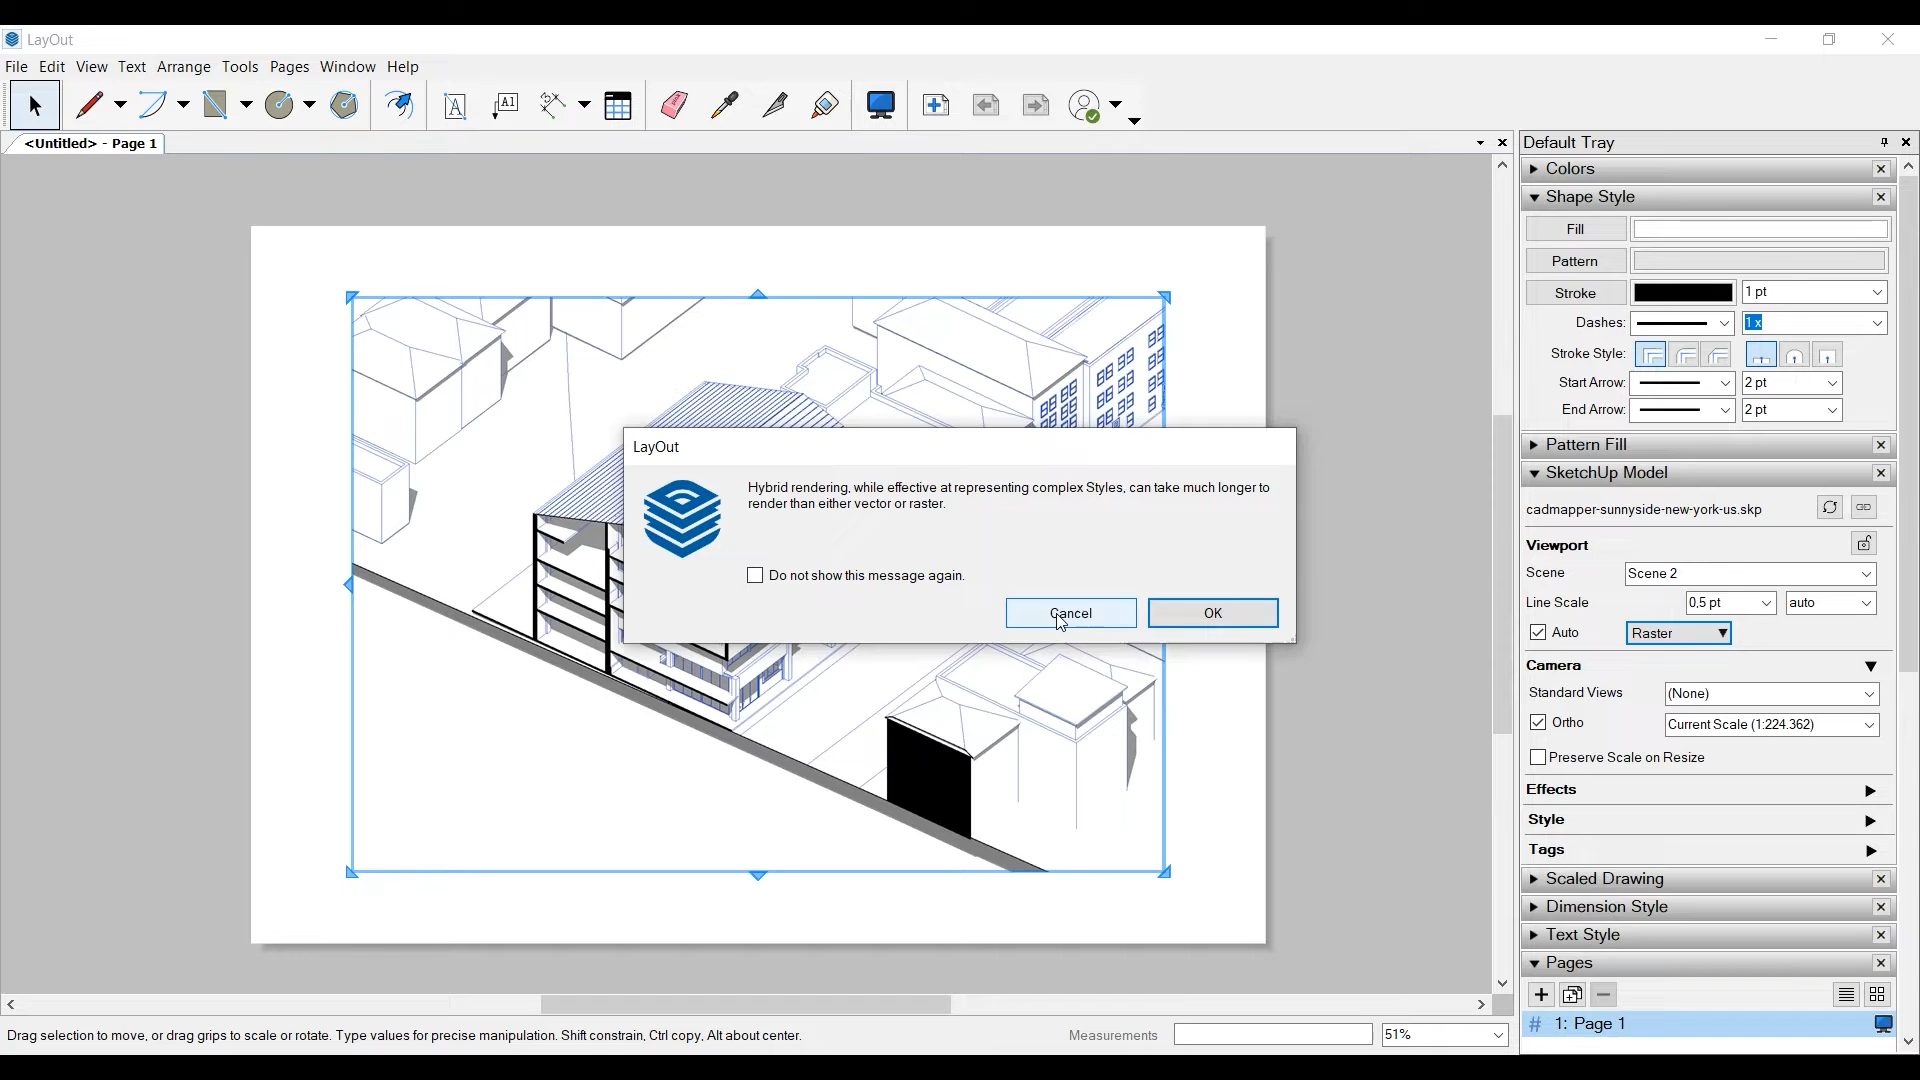 LayOut
File Edit View Text Arrange Tools Pages Window Help
A A1
<Untitled> - Page 1
Default Tray
Colors
Shape Style
Fill
Pattern
Stroke 1 pt
Dashes: 1 x
Stroke Style:
Start Arrow: 2 pt
End Arrow: 2 pt
Pattern Fill
SketchUp Model
cadmapper-sunnyside-new-york-us.skp
Viewport
Scene Scene 2
Line Scale 0,5 pt auto
Auto Raster
Camera
Standard Views (None)
Ortho Current Scale (1:224.362)
Preserve Scale on Resize
Effects
Style
Tags
Scaled Drawing
Dimension Style
Text Style
Pages
# 1: Page 1
LayOut
Hybrid rendering, while effective at representing complex Styles, can take much longer to
render than either vector or raster.
Do not show this message again.
Cancel OK
Drag selection to move, or drag grips to scale or rotate. Type values for precise manipulation. Shift constrain, Ctrl copy, Alt about center.
Measurements 51%